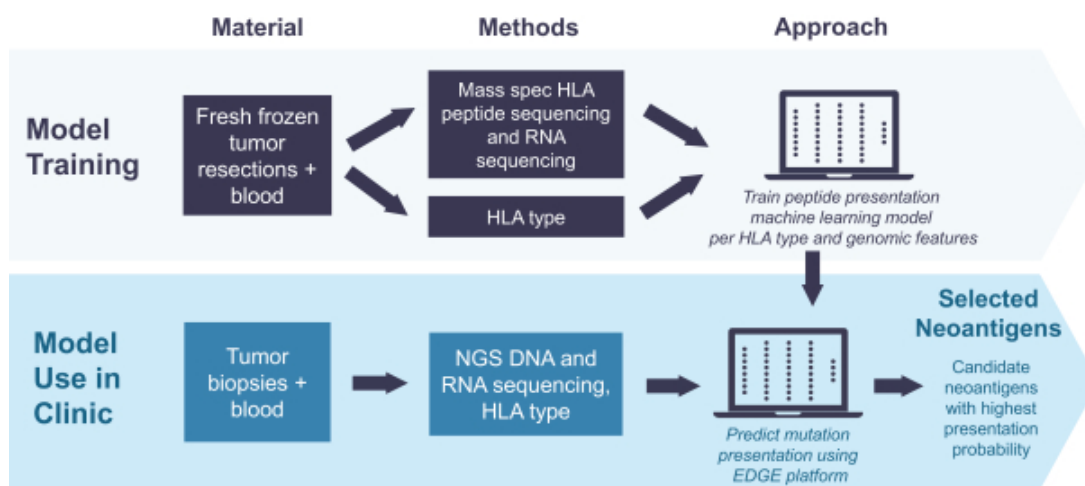 Material
Methods
Approach
Model
Training
Fresh frozen
tumor
resections +
blood
Mass spec HLA
peptide sequencing
and RNA
sequencing
HLA type
Train peptide presentation
machine learning model
per HLA type and genomic features
Model
Use in
Clinic
Tumor
biopsies +
blood
NGS DNA and
RNA sequencing,
HLA type
Predict mutation
presentation using
EDGE platform
Selected
Neoantigens
Candidate
neoantigens
with highest
presentation
probability